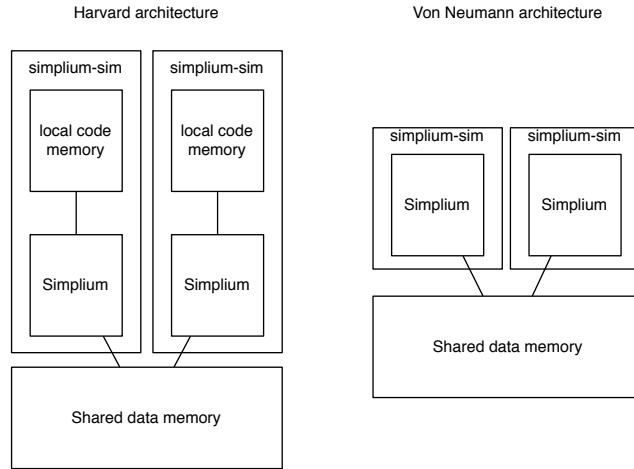 Harvard architecture
simplium-sim
local code
memory
Simplium
simplium-sim
local code
memory
Simplium
Shared data memory
Von Neumann architecture
simplium-sim
Simplium
simplium-sim
Simplium
Shared data memory